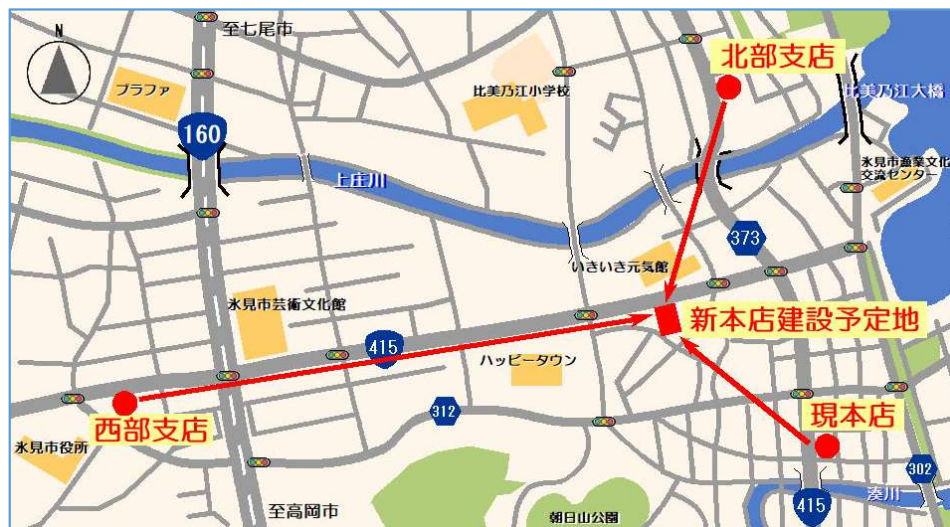 至七尾市
N
プラファ
160
比美乃江小学校
北部支店
比美乃江大橋
氷見市漁業文化
交流センター
上庄川
373
いきいき元気館
氷見市芸術文化館
新本店建設予定地
415
ハッピータウン
西部支店
312
現本店
氷見市役所
302
至高岡市
朝日山公園
415
湊川